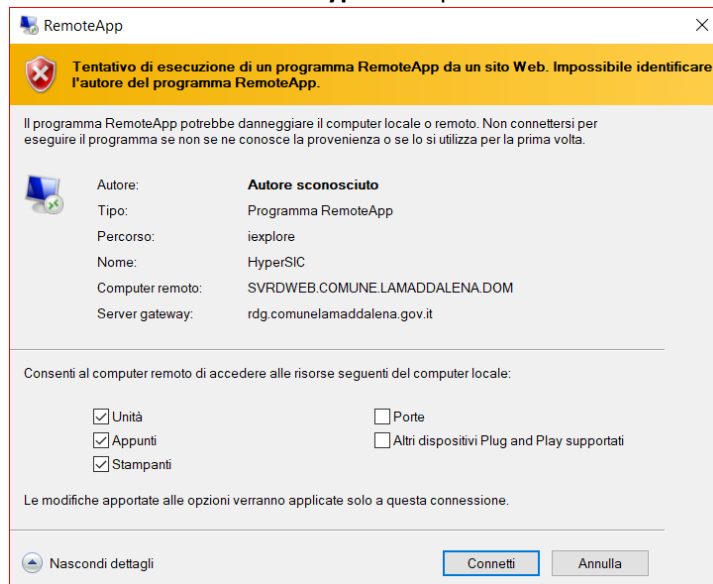 RemoteApp
Tentativo di esecuzione di un programma RemoteApp da un sito Web. Impossibile identificare
l'autore del programma RemoteApp.
Il programma RemoteApp potrebbe danneggiare il computer locale o remoto. Non connettersi per
eseguire il programma se non se ne conosce la provenienza o se lo si utilizza per la prima volta.
Autore: Autore sconosciuto
Tipo: Programma RemoteApp
Percorso: iexplore
Nome: HyperSIC
Computer remoto: SVRDWEB.COMUNE.LAMADDALENA.DOM
Server gateway: rdg.comunelamaddalena.gov.it
Consenti al computer remoto di accedere alle risorse seguenti del computer locale:
Unità Porte
Appunti Altri dispositivi Plug and Play supportati
Stampanti
Le modifiche apportate alle opzioni verranno applicate solo a questa connessione.
Nascondi dettagli Connetti Annulla